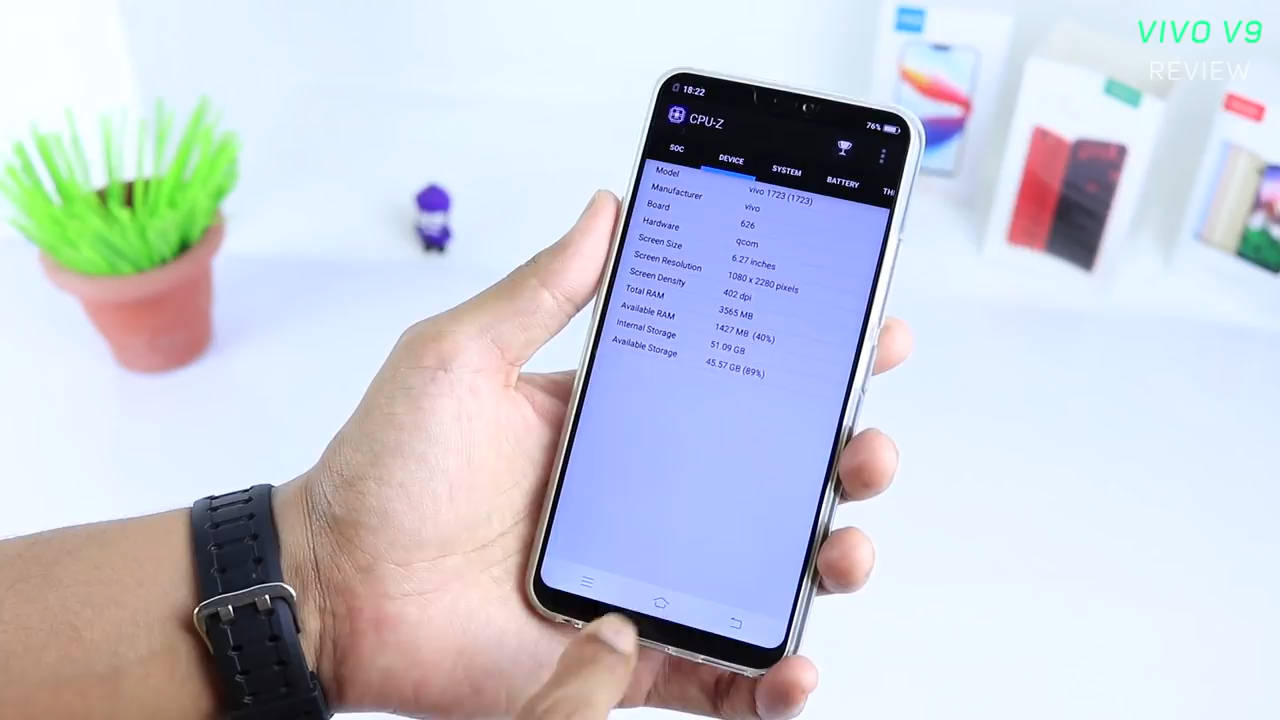 VIVO V9
REVIEW
18:22
76%
CPU-Z
SOC DEVICE SYSTEM BATTERY TH
Model vivo 1723 (1723)
Manufacturer vivo
Board 626
Hardware qcom
Screen Size 6.27 inches
Screen Resolution 1080 x 2280 pixels
Screen Density 402 dpi
Total RAM 3565 MB
Available RAM 1427 MB (40%)
Internal Storage 51.09 GB
Available Storage 45.57 GB (89%)